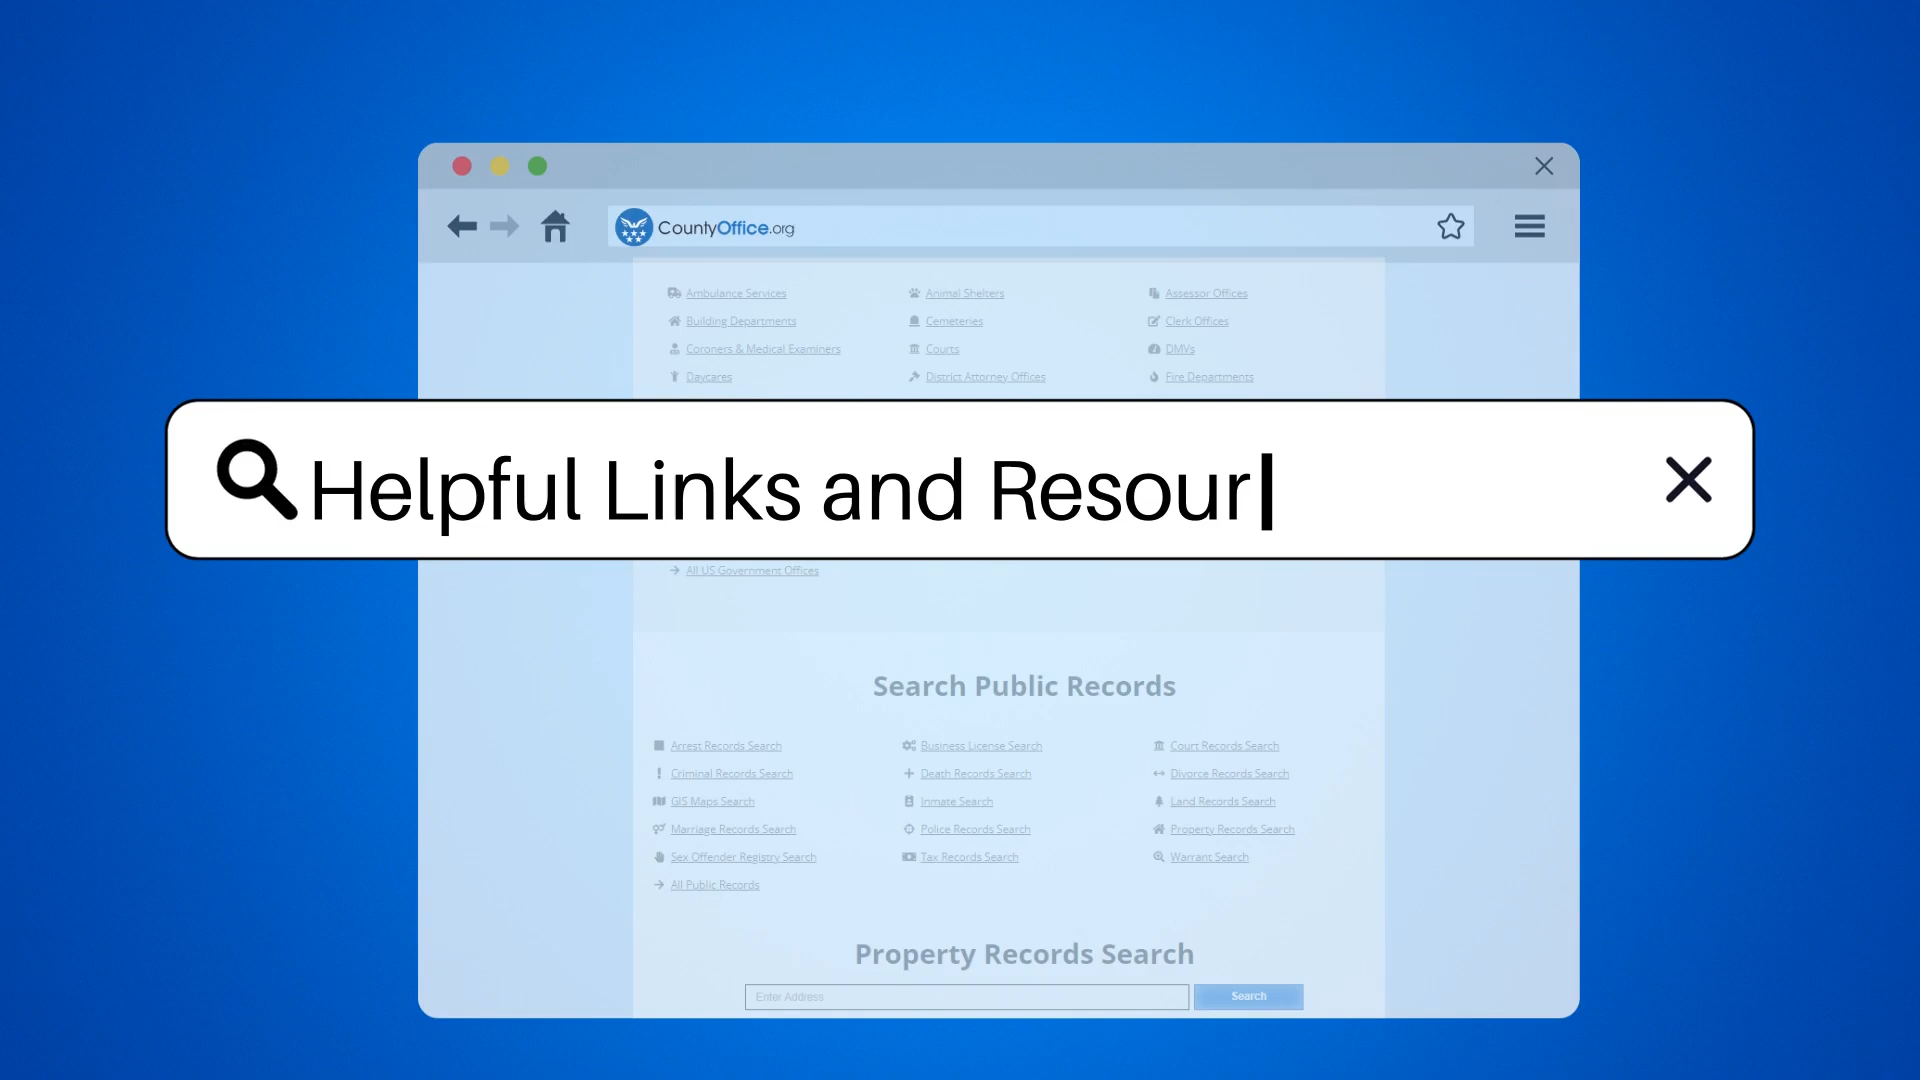 CountyOffice.org
Ambulance Services Animal Shelters Assessor Offices
Building Departments Cemeteries Clerk Offices
Coroners & Medical Examiners Courts DMVs
Daycares District Attorney Offices Fire Departments
Helpful Links and Resour
All US Government Offices
Search Public Records
Arrest Records Search Business License Search Court Records Search
Criminal Records Search Death Records Search Divorce Records Search
GIS Maps Search Inmate Search Land Records Search
Marriage Records Search Police Records Search Property Records Search
Sex Offender Registry Search Tax Records Search Warrant Search
All Public Records
Property Records Search
Enter Address Search